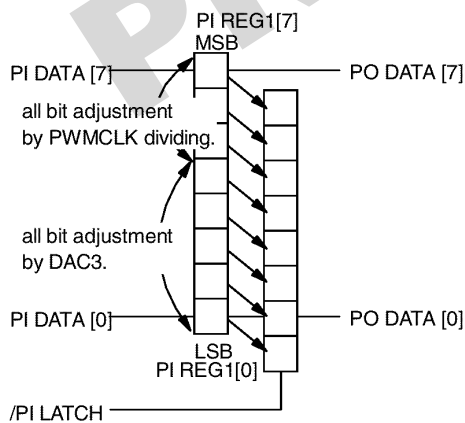 PI REG1[7]
MSB
PI DATA [7]
PO DATA [7]
all bit adjustment
by PWMCLK dividing.
all bit adjustment
by DAC3.
PI DATA [0]
PO DATA [0]
LSB
PI REG1[0]
/PI LATCH